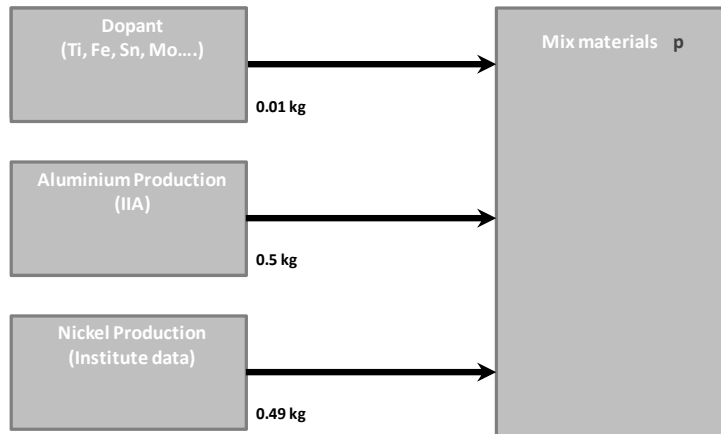 Dopant
(Ti, Fe, Sn, Mo....)
Mix materials p
0.01 kg
Aluminium Production
(IIA)
0.5 kg
Nickel Production
(Institute data)
0.49 kg